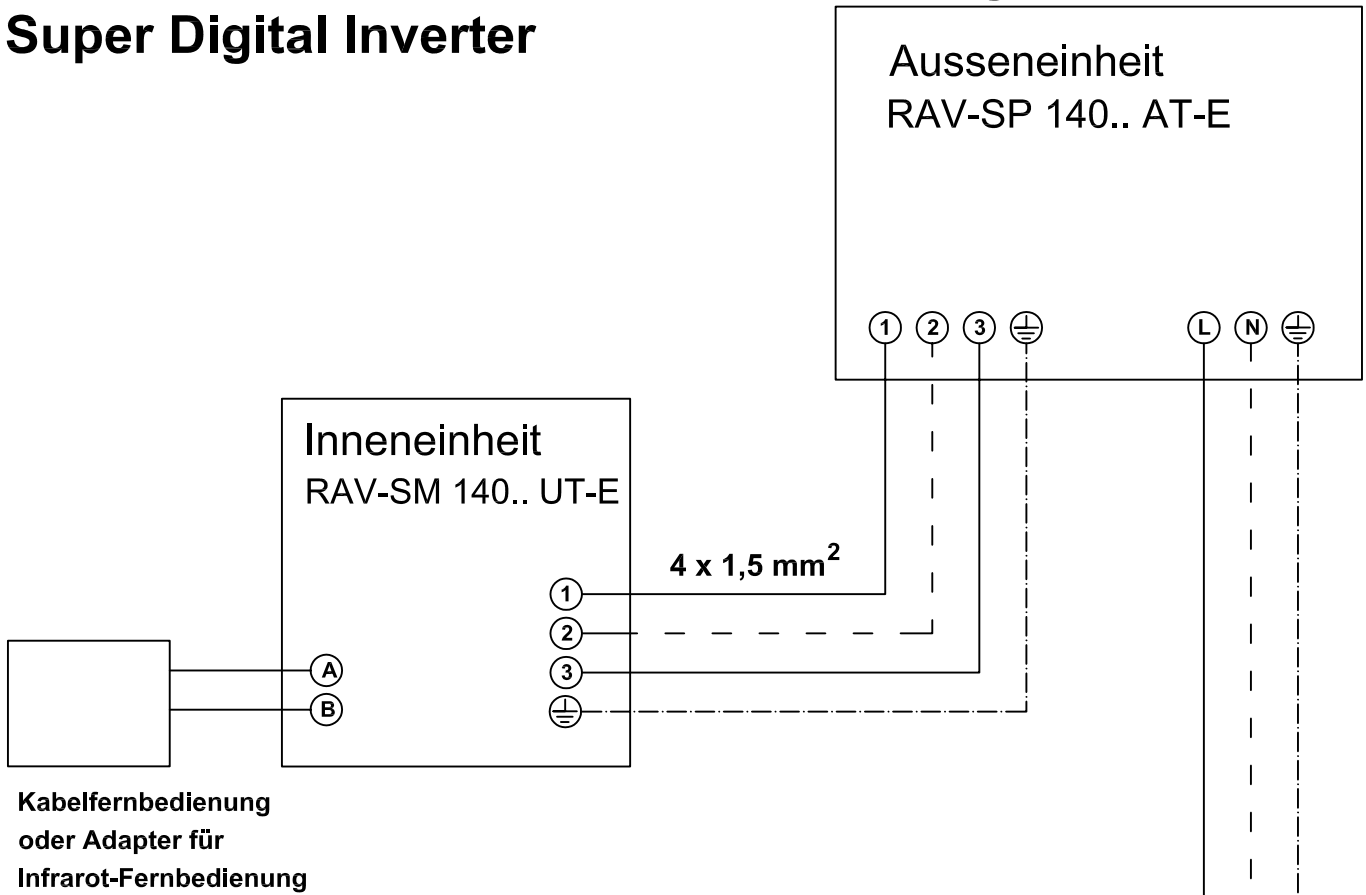 Super Digital Inverter
Ausseneinheit
RAV-SP 140.. AT-E
1 2 3 L N
Inneneinheit
RAV-SM 140.. UT-E
4 x 1,5 mm²
1
2
A 3
B
Kabelfernbedienung
oder Adapter für
Infrarot-Fernbedienung